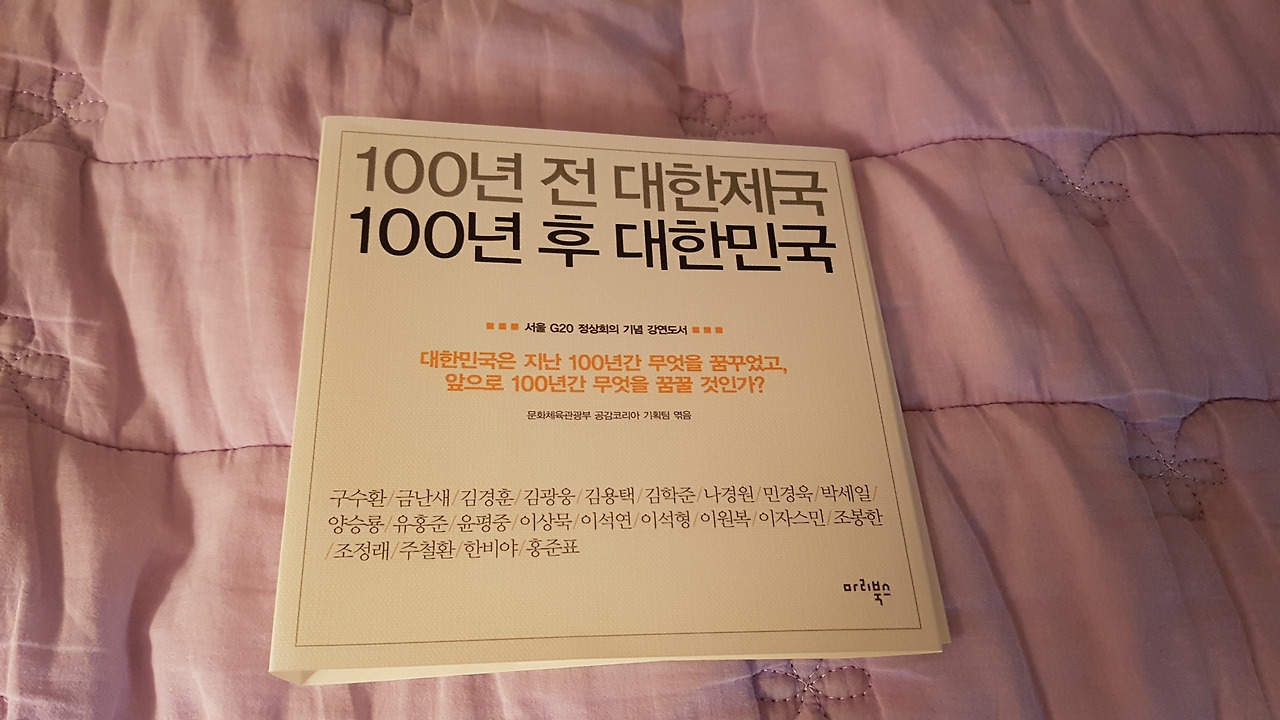 100년 전 대한제국
100년 후 대한민국
서울 G20 정상회의 기념 강연도서
대한민국은 지난 100년간 무엇을 꿈꾸었고,
앞으로 100년간 무엇을 꿈꿀 것인가?
문화체육관광부 공감코리아 기획팀 엮음
구수환/금난새/김경훈/김광웅/김용택/김학준/나경원/민경욱/박세일/
양승룡/유홍준/윤평중/이상묵/이석연/이석형/이원복/이자스민/조봉한
/조정래/주철환/한비야/홍준표
마리북스